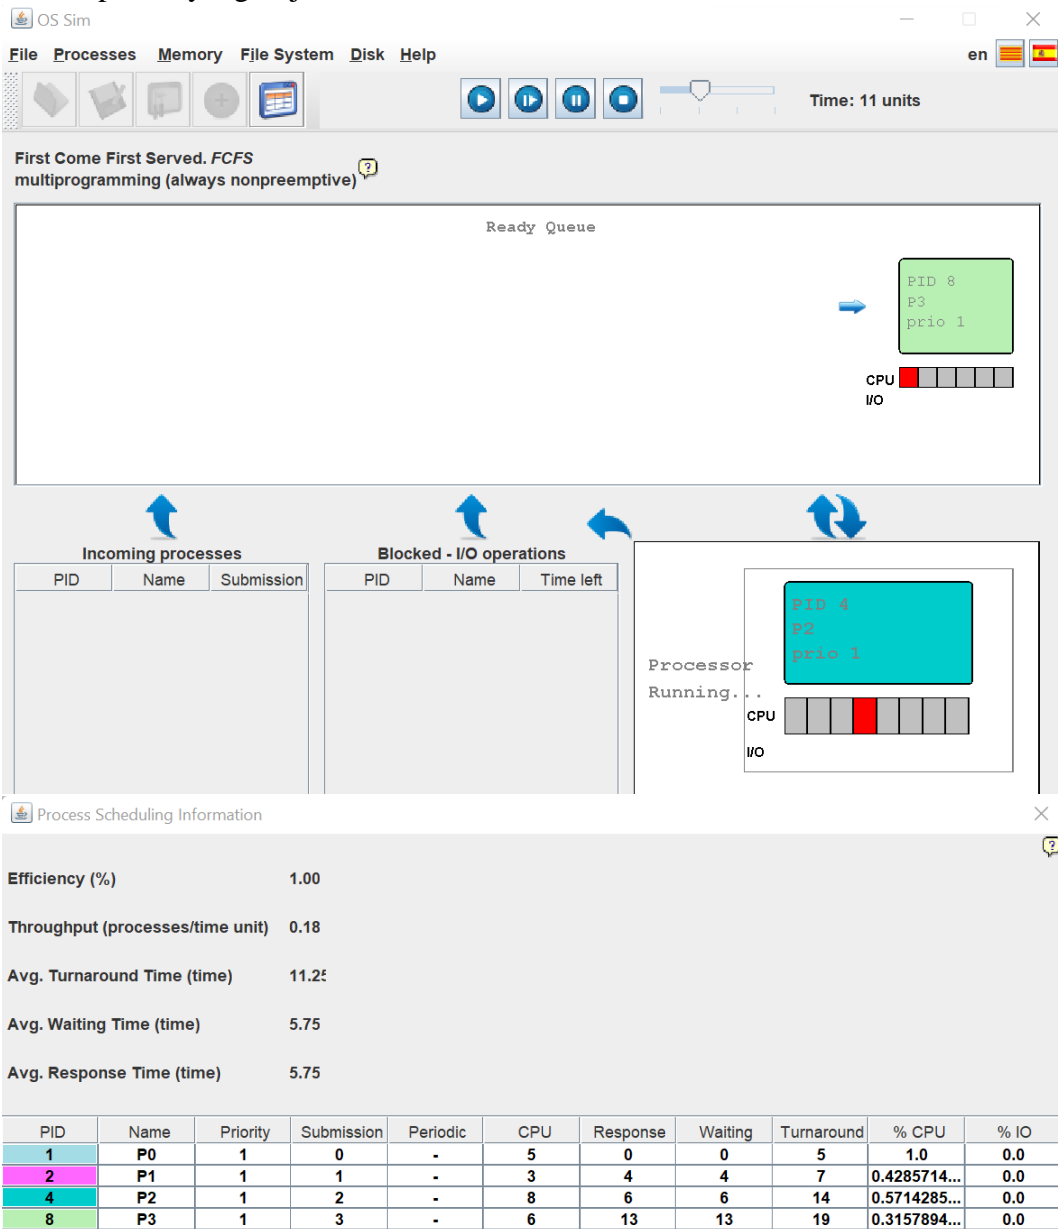 OS Sim
File Processes Memory File System Disk Help en
Time: 11 units
First Come First Served. FCFS
multiprogramming (always nonpreemptive)
Ready Queue
PID 8
P3
prio 1
CPU
I/O
Incoming processes
PID Name Submission
Blocked - I/O operations
PID Name Time left
Processor
Running...
PID 4
P2
prio 1
CPU
I/O
Process Scheduling Information
Efficiency (%) 1.00
Throughput (processes/time unit) 0.18
Avg. Turnaround Time (time) 11.25
Avg. Waiting Time (time) 5.75
Avg. Response Time (time) 5.75
PID Name Priority Submission Periodic CPU Response Waiting Turnaround % CPU % IO
1 P0 1 0 - 5 0 0 5 1.0 0.0
2 P1 1 1 - 3 4 4 7 0.4285714... 0.0
4 P2 1 2 - 8 6 6 14 0.5714285... 0.0
8 P3 1 3 - 6 13 13 19 0.3157894... 0.0